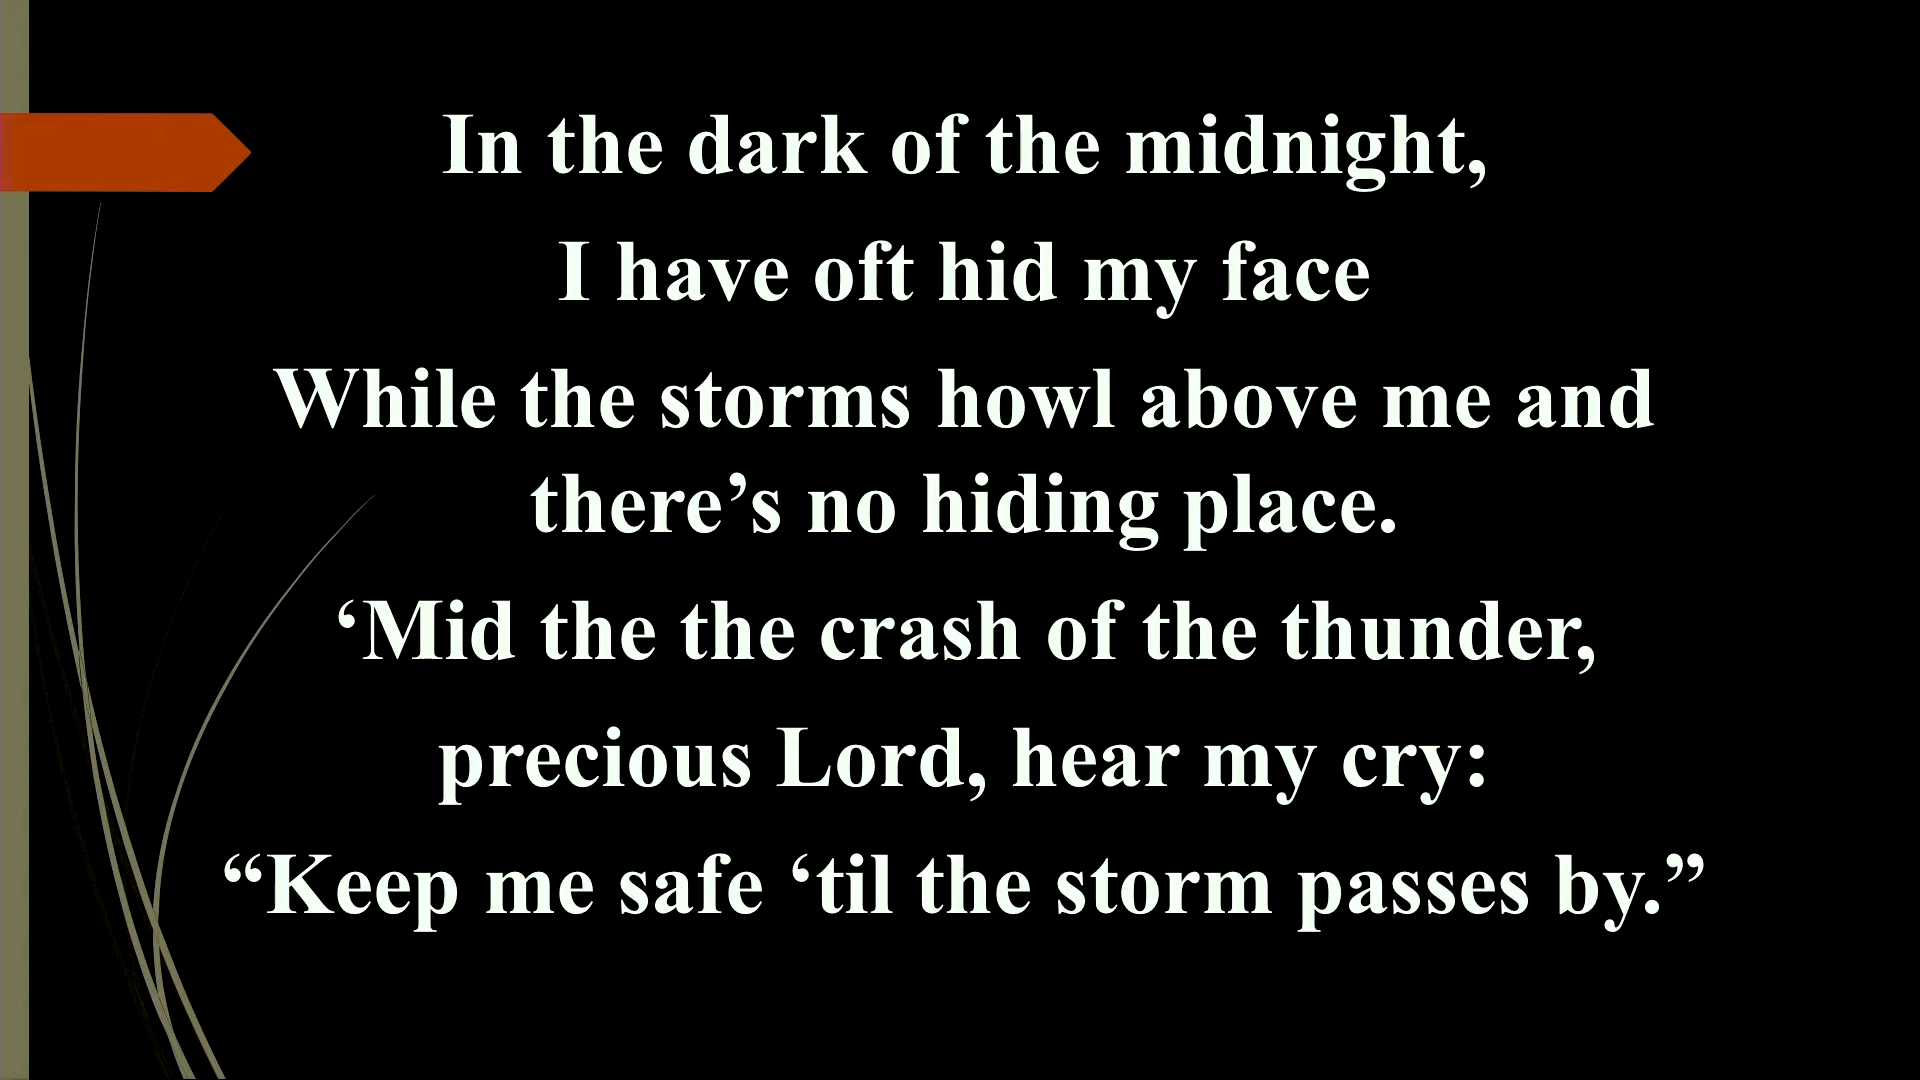 In the dark of the midnight,
I have oft hid my face
While the storms howl above me and
there’s no hiding place.
‘Mid the the crash of the thunder,
precious Lord, hear my cry:
“Keep me safe ‘til the storm passes by.”